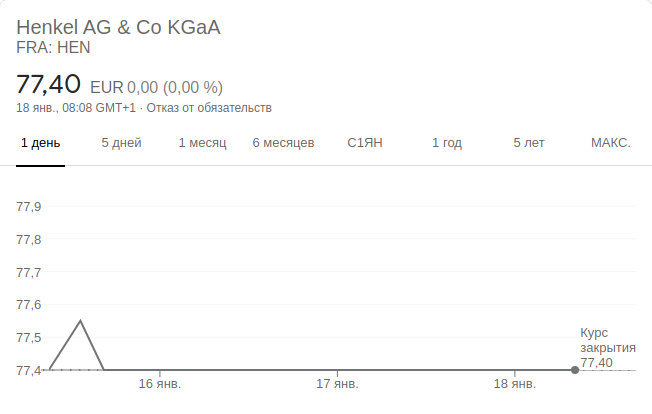 Henkel AG & Co KGaA
FRA: HEN
77,40 EUR 0,00 (0,00 %)
18 янв., 08:08 GMT+1 · Отказ от обязательств
1 день 5 дней 1 месяц 6 месяцев С1ЯН 1 год 5 лет МАКС.
77,9
77,8
77,7
77,6
77,5
Курс
закрытия
77,40
77,4
16 янв. 17 янв. 18 янв.